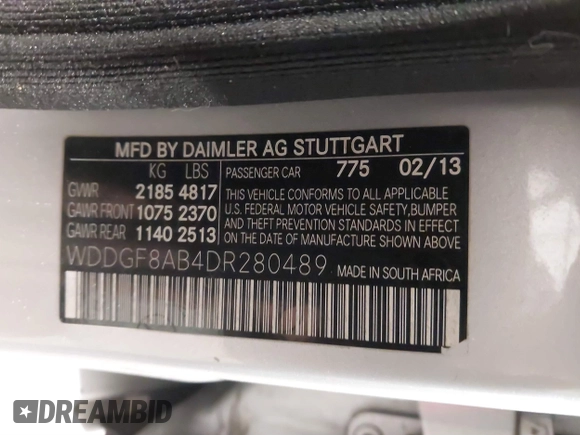 MFD BY DAIMLER AG STUTTGART
KG LBS PASSENGER CAR 775 02/13
GVWR 2185 4817
GAWR FRONT 1075 2370
GAWR REAR 1140 2513
THIS VEHICLE CONFORMS TO ALL APPLICABLE
U.S. FEDERAL MOTOR VEHICLE SAFETY, BUMPER
AND THEFT PREVENTION STANDARDS IN EFFECT
ON THE DATE OF MANUFACTURE SHOWN ABOVE.
WDDGF8AB4DR280489 MADE IN SOUTH AFRICA
DREAMBID